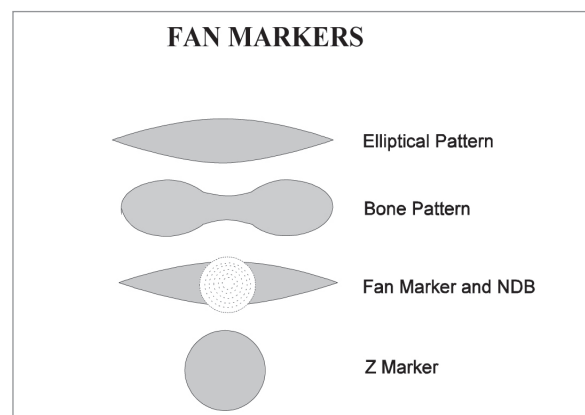 FAN MARKERS
Elliptical Pattern
Bone Pattern
Fan Marker and NDB
Z Marker